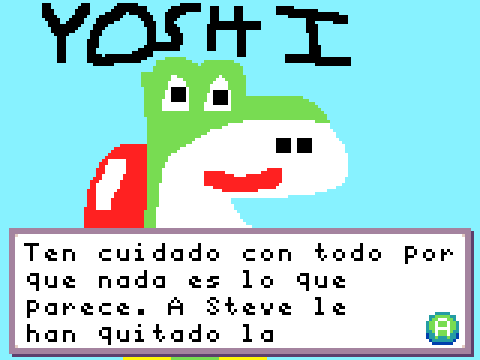 YOSHI
Ten cuidado con todo por
que nada es lo que
parece. A Steve le
han quitado la
A